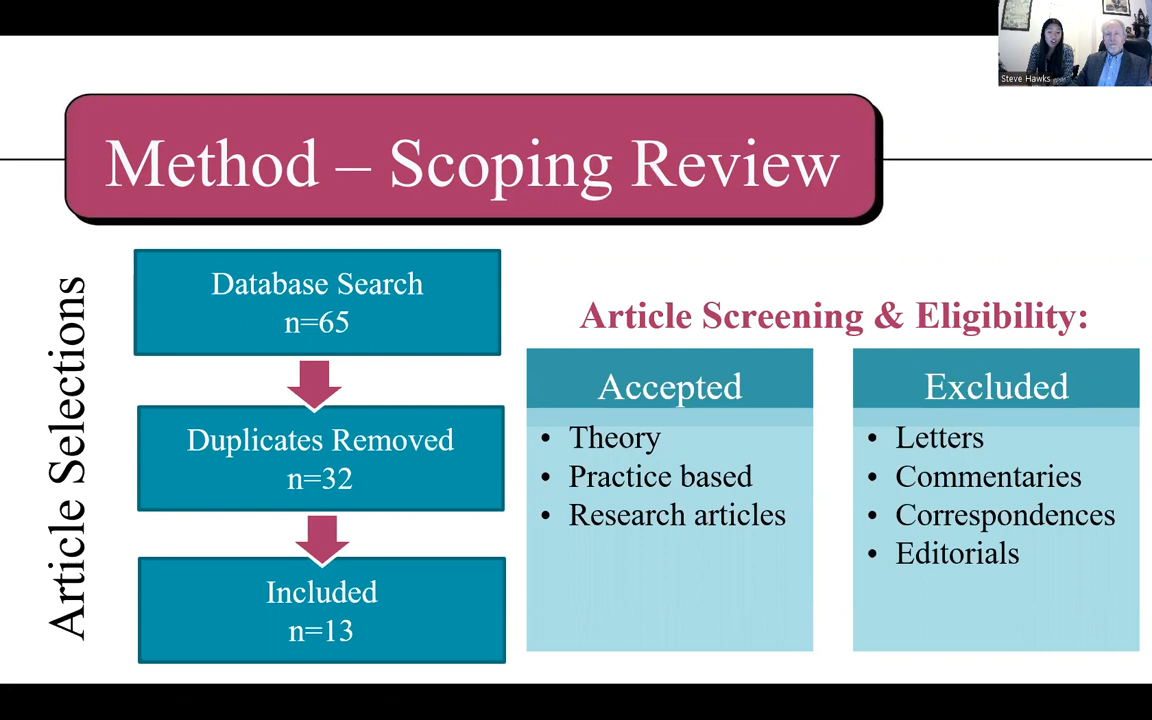 Steve Hawks
Method – Scoping Review
Article Selections
Database Search
n=65
Duplicates Removed
n=32
Included
n=13
Article Screening & Eligibility:
Accepted
• Theory
• Practice based
• Research articles
Excluded
• Letters
• Commentaries
• Correspondences
• Editorials